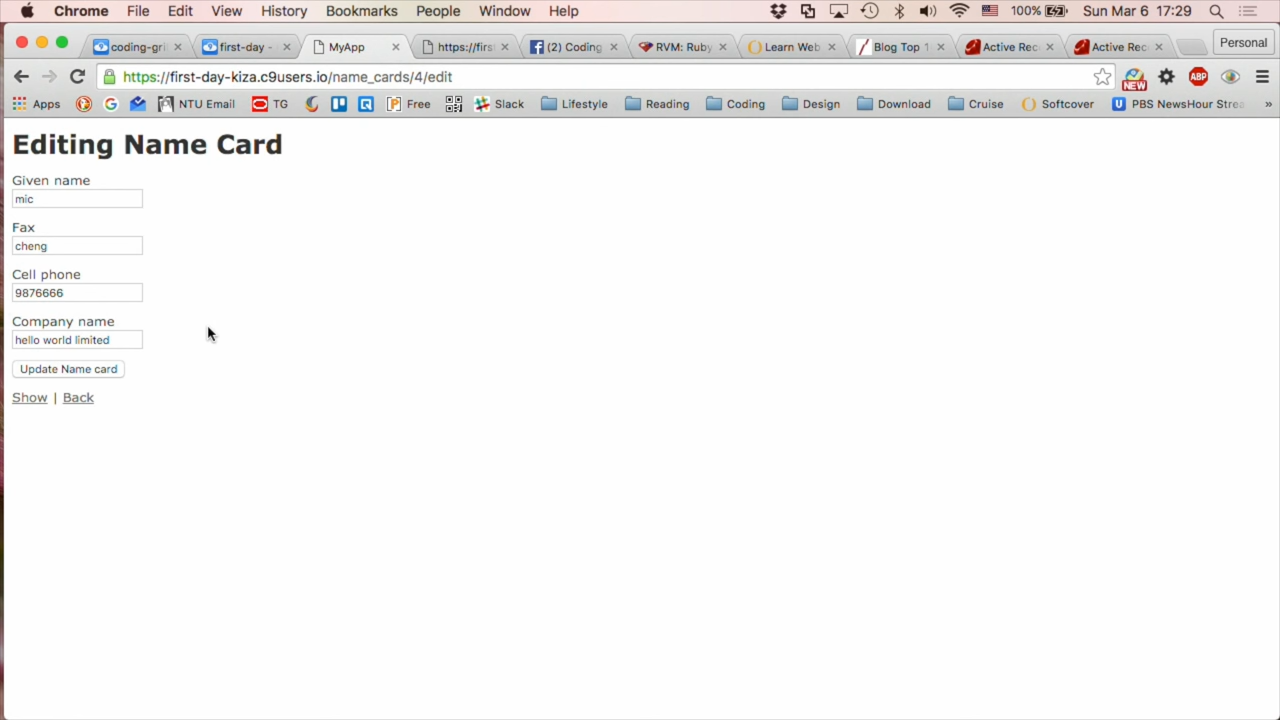 Chrome File Edit View History Bookmarks People Window Help 100% Sun Mar 6 17:29
coding-gri first-day - MyApp https://firs (2) Coding RVM: Ruby Learn Web Blog Top 1 Active Rec Active Rec Personal
https://first-day-kiza.c9users.io/name_cards/4/edit NEW ABP
Apps G NTU Email TG Free Slack Lifestyle Reading Coding Design Download Cruise Softcover U PBS NewsHour Strea »
Editing Name Card
Given name
mic
Fax
cheng
Cell phone
9876666
Company name
hello world limited
Update Name card
Show | Back